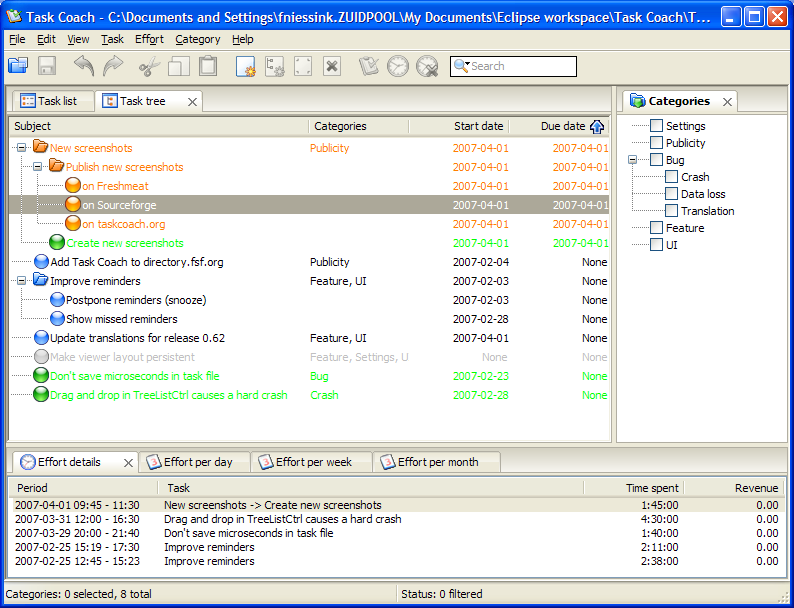 Task Coach - C:\Documents and Settings\fniessink.ZUIDPOOL\My Documents\Eclipse workspace\Task Coach\T...
File Edit View Task Effort Category Help
Search
Task list Task tree
Categories
Subject Categories Start date Due date
New screenshots Publicity 2007-04-01 2007-04-01
Publish new screenshots 2007-04-01 2007-04-01
on Freshmeat 2007-04-01 2007-04-01
on Sourceforge 2007-04-01 2007-04-01
on taskcoach.org 2007-04-01 2007-04-01
Create new screenshots 2007-04-01 2007-04-01
Add Task Coach to directory.fsf.org Publicity 2007-02-04 None
Improve reminders Feature, UI 2007-02-03 None
Postpone reminders (snooze) 2007-02-03 None
Show missed reminders 2007-02-28 None
Update translations for release 0.62 Feature, UI 2007-04-01 None
Make viewer layout persistent Feature, Settings, U None None
Don't save microseconds in task file Bug 2007-02-23 None
Drag and drop in TreeListCtrl causes a hard crash Crash 2007-02-28 None
Settings
Publicity
Bug
Crash
Data loss
Translation
Feature
UI
Effort details Effort per day Effort per week Effort per month
Period Task Time spent Revenue
2007-04-01 09:45 - 11:30 New screenshots -> Create new screenshots 1:45:00 0.00
2007-03-31 12:00 - 16:30 Drag and drop in TreeListCtrl causes a hard crash 4:30:00 0.00
2007-03-29 20:00 - 21:40 Don't save microseconds in task file 1:40:00 0.00
2007-02-25 15:19 - 17:30 Improve reminders 2:11:00 0.00
2007-02-25 12:45 - 15:23 Improve reminders 2:38:00 0.00
Categories: 0 selected, 8 total Status: 0 filtered